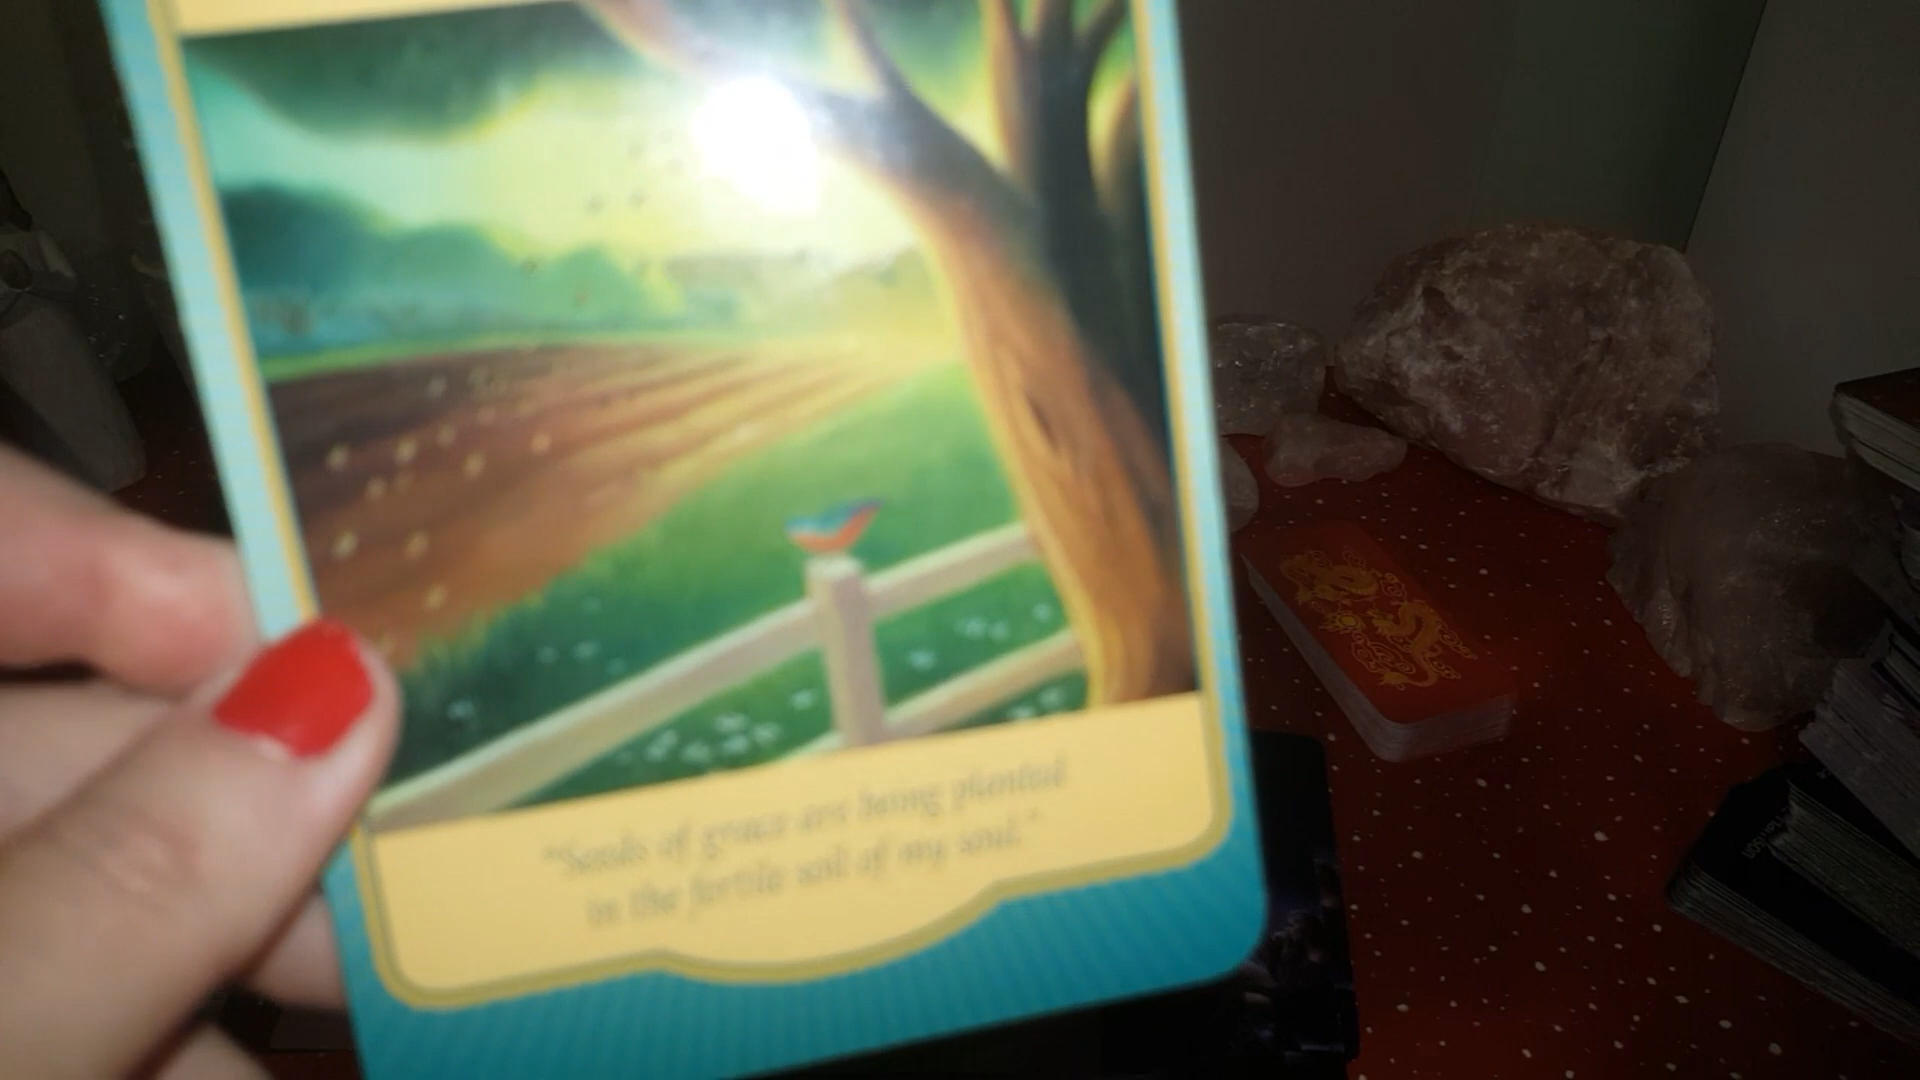 "Seeds of grace are being planted
in the fertile soil of my soul."